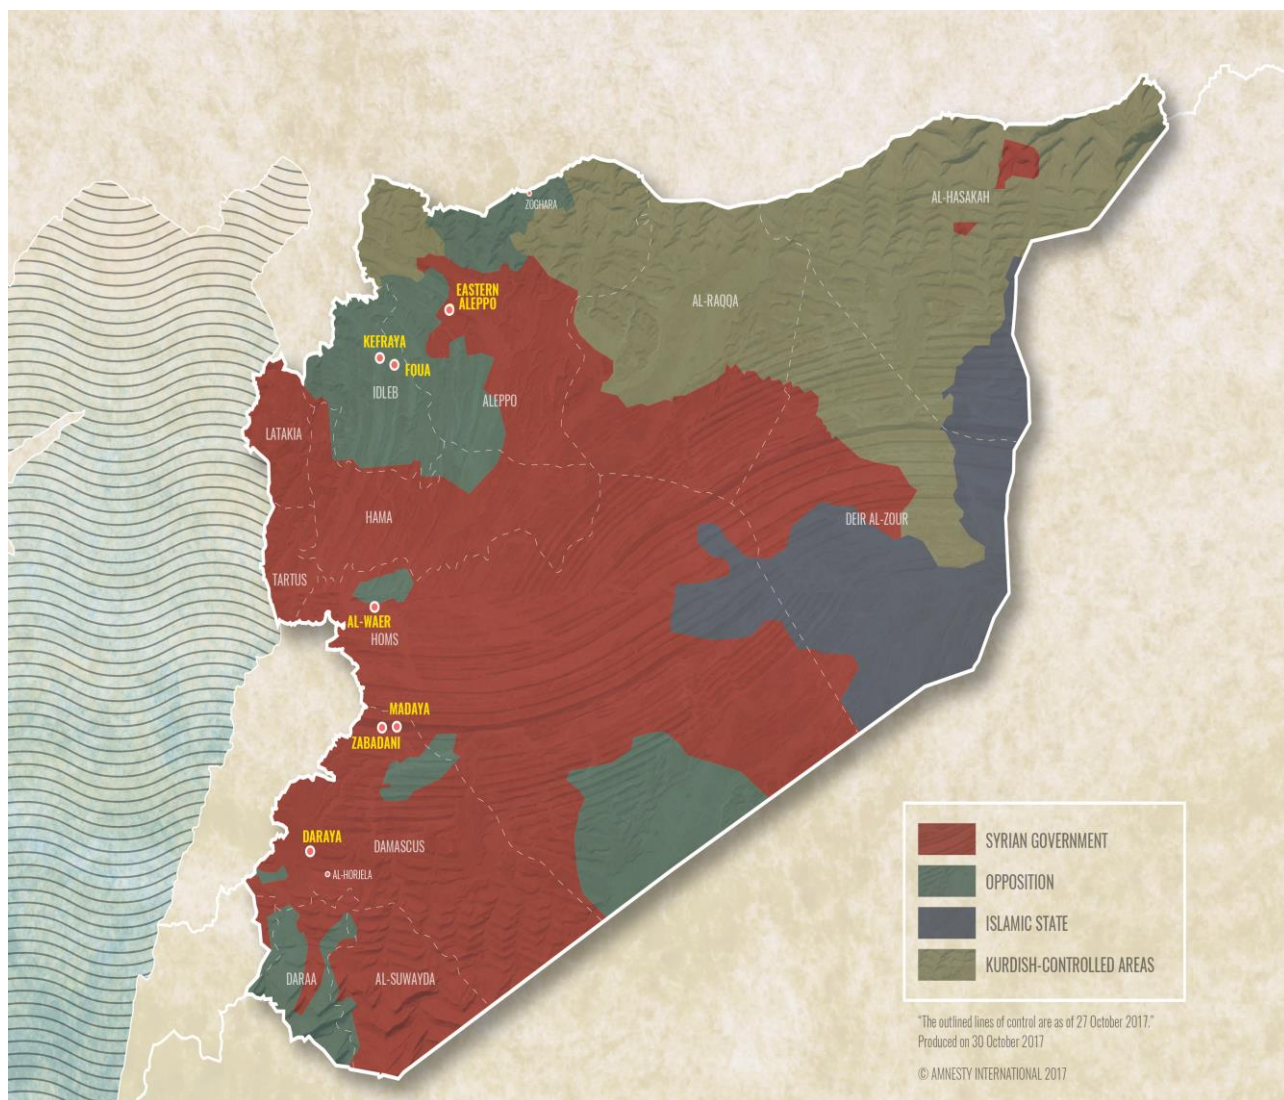 ZOGHARA
AL-HASAKAH
EASTERN
ALEPPO
AL-RAQQA
KEFRAYA
FOUA
IDLEB
ALEPPO
LATAKIA
HAMA
DEIR AL-ZOUR
TARTUS
AL-WAER
HOMS
MADAYA
ZABADANI
DARAYA
DAMASCUS
AL-HORJELA
DARAA
AL-SUWAYDA
SYRIAN GOVERNMENT
OPPOSITION
ISLAMIC STATE
KURDISH-CONTROLLED AREAS
"The outlined lines of control are as of 27 October 2017."
Produced on 30 October 2017
© AMNESTY INTERNATIONAL 2017